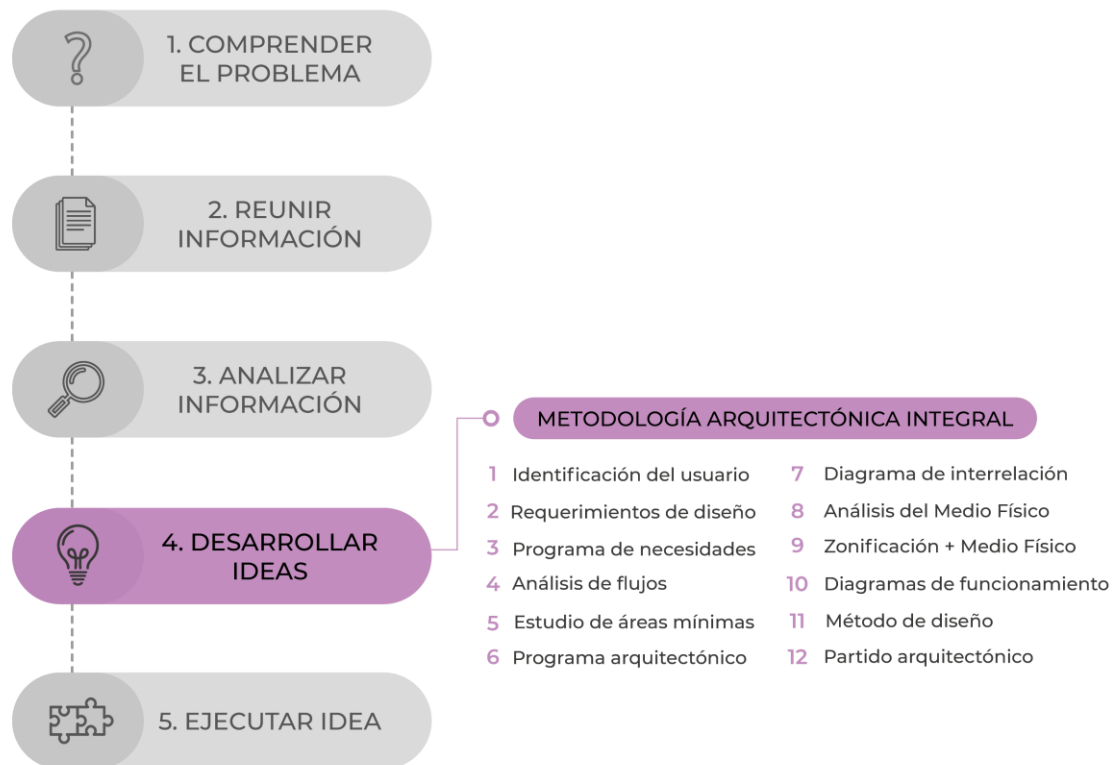 1. COMPRENDER
EL PROBLEMA
2. REUNIR
INFORMACIÓN
3. ANALIZAR
INFORMACIÓN
4. DESARROLLAR
IDEAS
5. EJECUTAR IDEA
METODOLOGÍA ARQUITECTÓNICA INTEGRAL
1 Identificación del usuario
2 Requerimientos de diseño
3 Programa de necesidades
4 Análisis de flujos
5 Estudio de áreas mínimas
6 Programa arquitectónico
7 Diagrama de interrelación
8 Análisis del Medio Físico
9 Zonificación + Medio Físico
10 Diagramas de funcionamiento
11 Método de diseño
12 Partido arquitectónico